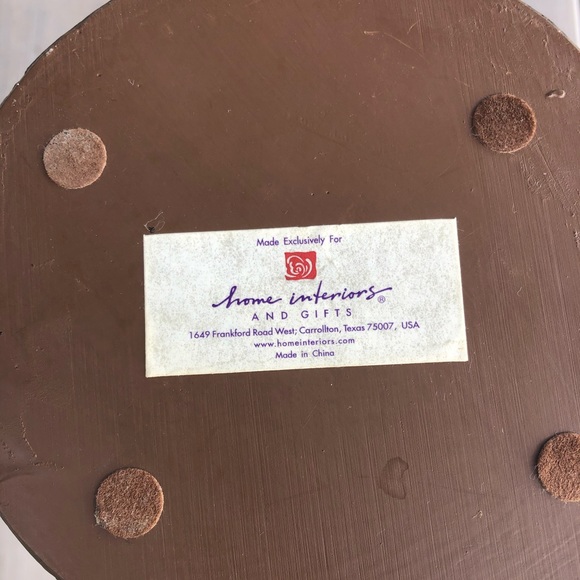 Made Exclusively For
home interiors®
AND GIFTS
1649 Frankford Road West; Carrollton, Texas 75007, USA
www.homeinteriors.com
Made in China